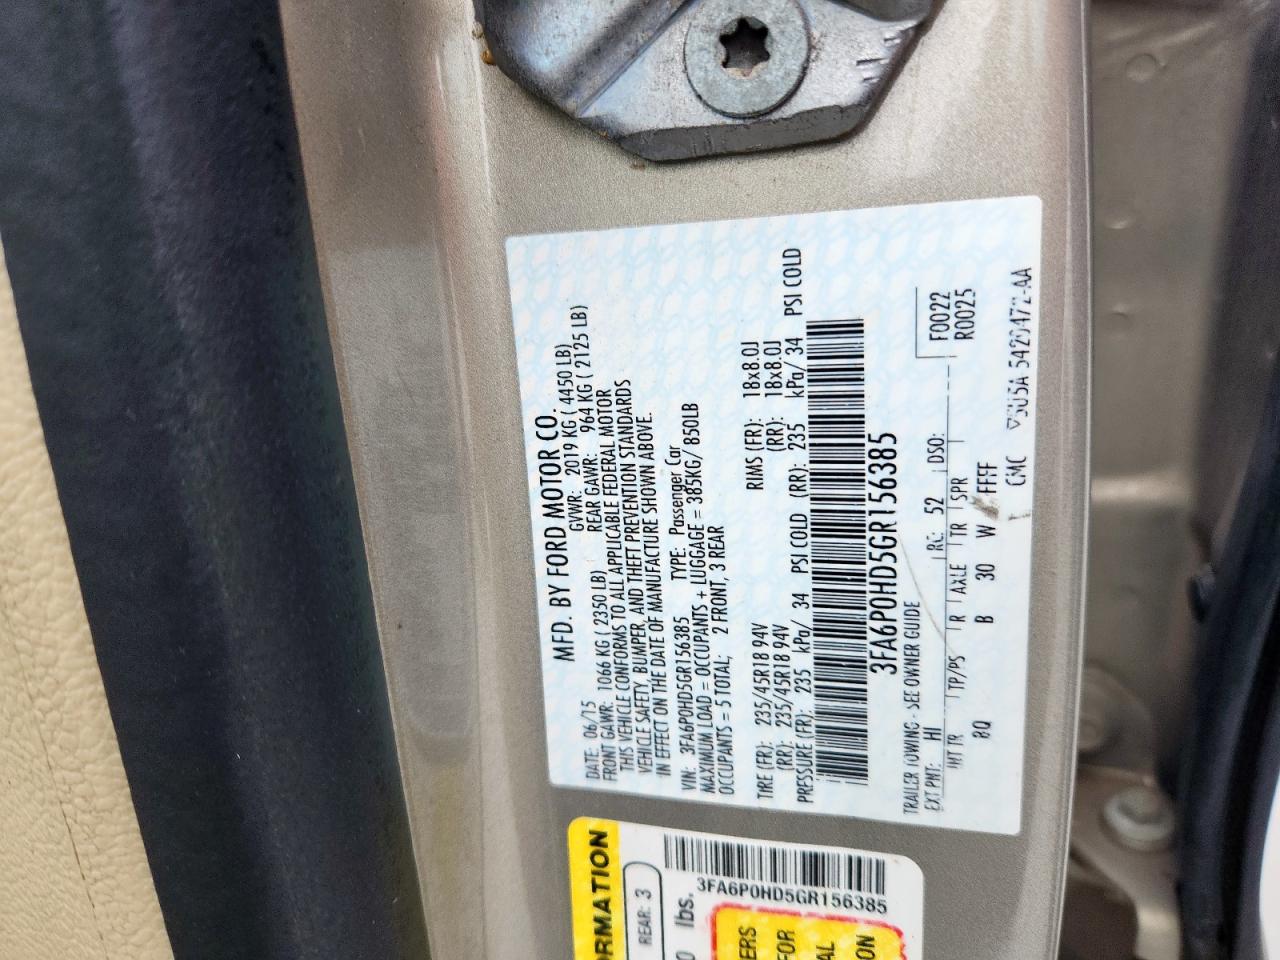 MFD. BY FORD MOTOR CO.
DATE: 06/15 GVWR: 2019 KG ( 4450 LB)
FRONT GAWR: 1066 KG ( 2350 LB) REAR GAWR: 964 KG ( 2125 LB)
THIS VEHICLE CONFORMS TO ALL APPLICABLE FEDERAL MOTOR
VEHICLE SAFETY, BUMPER, AND THEFT PREVENTION STANDARDS
IN EFFECT ON THE DATE OF MANUFACTURE SHOWN ABOVE.
VIN: 3FA6P0HD5GR156385 TYPE: Passenger Car
MAXIMUM LOAD = OCCUPANTS + LUGGAGE = 385KG/ 850LB
OCCUPANTS = 5 TOTAL: 2 FRONT, 3 REAR
TIRE (FR): 235/45R18 94V RIMS (FR): 18x8.0J
(RR): 235/45R18 94V (RR): 18x8.0J
PRESSURE (FR): 235 kPa/ 34 PSI COLD (RR): 235 kPa/ 34 PSI COLD
3FA6P0HD5GR156385
TRAILER TOWING - SEE OWNER GUIDE
EXT PNT: HI RC: 52 DSO: F0022
R0025
INT TR TP/PS R AXLE TR SPR
BQ B 30 W FFFF
CMC
RMATION
REAR: 3
lbs.
3FA6P0HD5GR156385
ERS
FOR
AL
ON